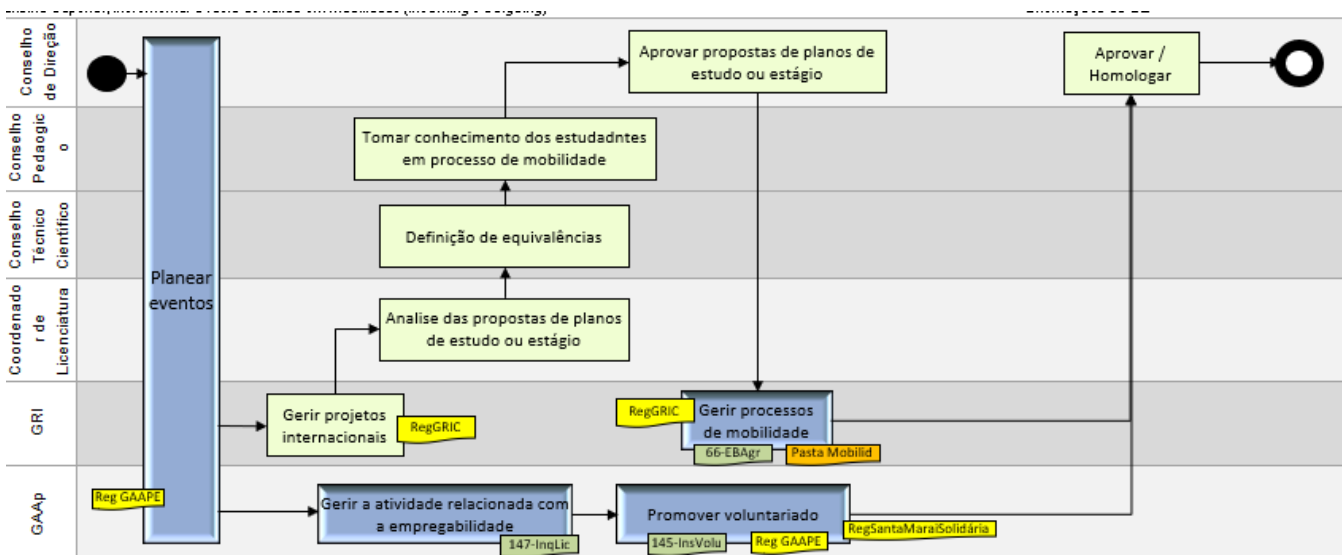 Conselho
de Direção
Aprovar propostas de planos de
estudo ou estágio
Aprovar /
Homologar
Conselho
Pedagogic
o
Tomar conhecimento dos estudadntes
em processo de mobilidade
Conselho
Técnico
Científico
Definição de equivalências
Planear
eventos
Coordenado
r de
Licenciatura
Analise das propostas de planos
de estudo ou estágio
GRI
Gerir projetos
internacionais
RegGRIC
RegGRIC
Gerir processos
de mobilidade
66-EBAgr
Pasta Mobilid
GAAp
Reg GAAPE
Gerir a atividade relacionada com
a empregabilidade
147-InqLic
Promover voluntariado
145-InsVolu
Reg GAAPE
RegSantaMaraiSolidária